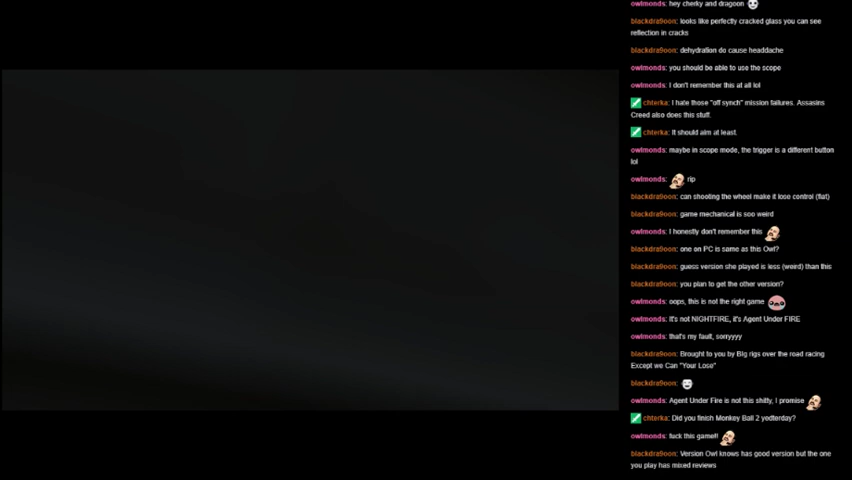 owlmonds: hey cherky and dragoon
blackdra9oon: looks like perfectly cracked glass you can see
reflection in cracks
blackdra9oon: dehydration do cause headdache
owlmonds: you should be able to use the scope
owlmonds: I don't remember this at all lol
chterka: I hate those "off synch" mission failures. Assasins
Creed also does this stuff.
chterka: It should aim at least.
owlmonds: maybe in scope mode, the trigger is a different button
lol
owlmonds: rip
blackdra9oon: can shooting the wheel make it lose control (flat)
blackdra9oon: game mechanical is soo weird
owlmonds: I honestly don't remember this
blackdra9oon: one on PC is same as this Owl?
blackdra9oon: guess version she played is less (weird) than this
blackdra9oon: you plan to get the other version?
owlmonds: oops, this is not the right game
owlmonds: It's not NIGHTFIRE, it's Agent Under FIRE
owlmonds: that's my fault, sorryyyy
blackdra9oon: Brought to you by Big rigs over the road racing
Except we Can "Your Lose"
blackdra9oon:
owlmonds: Agent Under Fire is not this shitty, I promise
chterka: Did you finish Monkey Ball 2 yedterday?
owlmonds: fuck this game!!
blackdra9oon: Version Owl knows has good version but the one
you play has mixed reviews